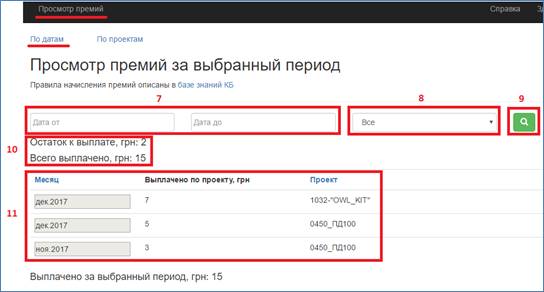 Просмотр премий Справка
По датам По проектам
Просмотр премий за выбранный период
Правила начисления премий описаны в базе знаний КБ
7 8 9
Дата от Дата до Все
10 Остаток к выплате, грн: 2
Всего выплачено, грн: 15
11 Месяц Выплачено по проекту, грн Проект
дек.2017 7 1032-"OWL_KIT"
дек.2017 5 0450_ПД100
ноя.2017 3 0450_ПД100
Выплачено за выбранный период, грн: 15